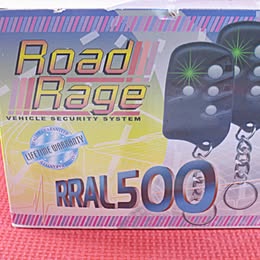 Road
Rage
VEHICLE SECURITY SYSTEM
LIFETIME WARRANTY
RRAL500